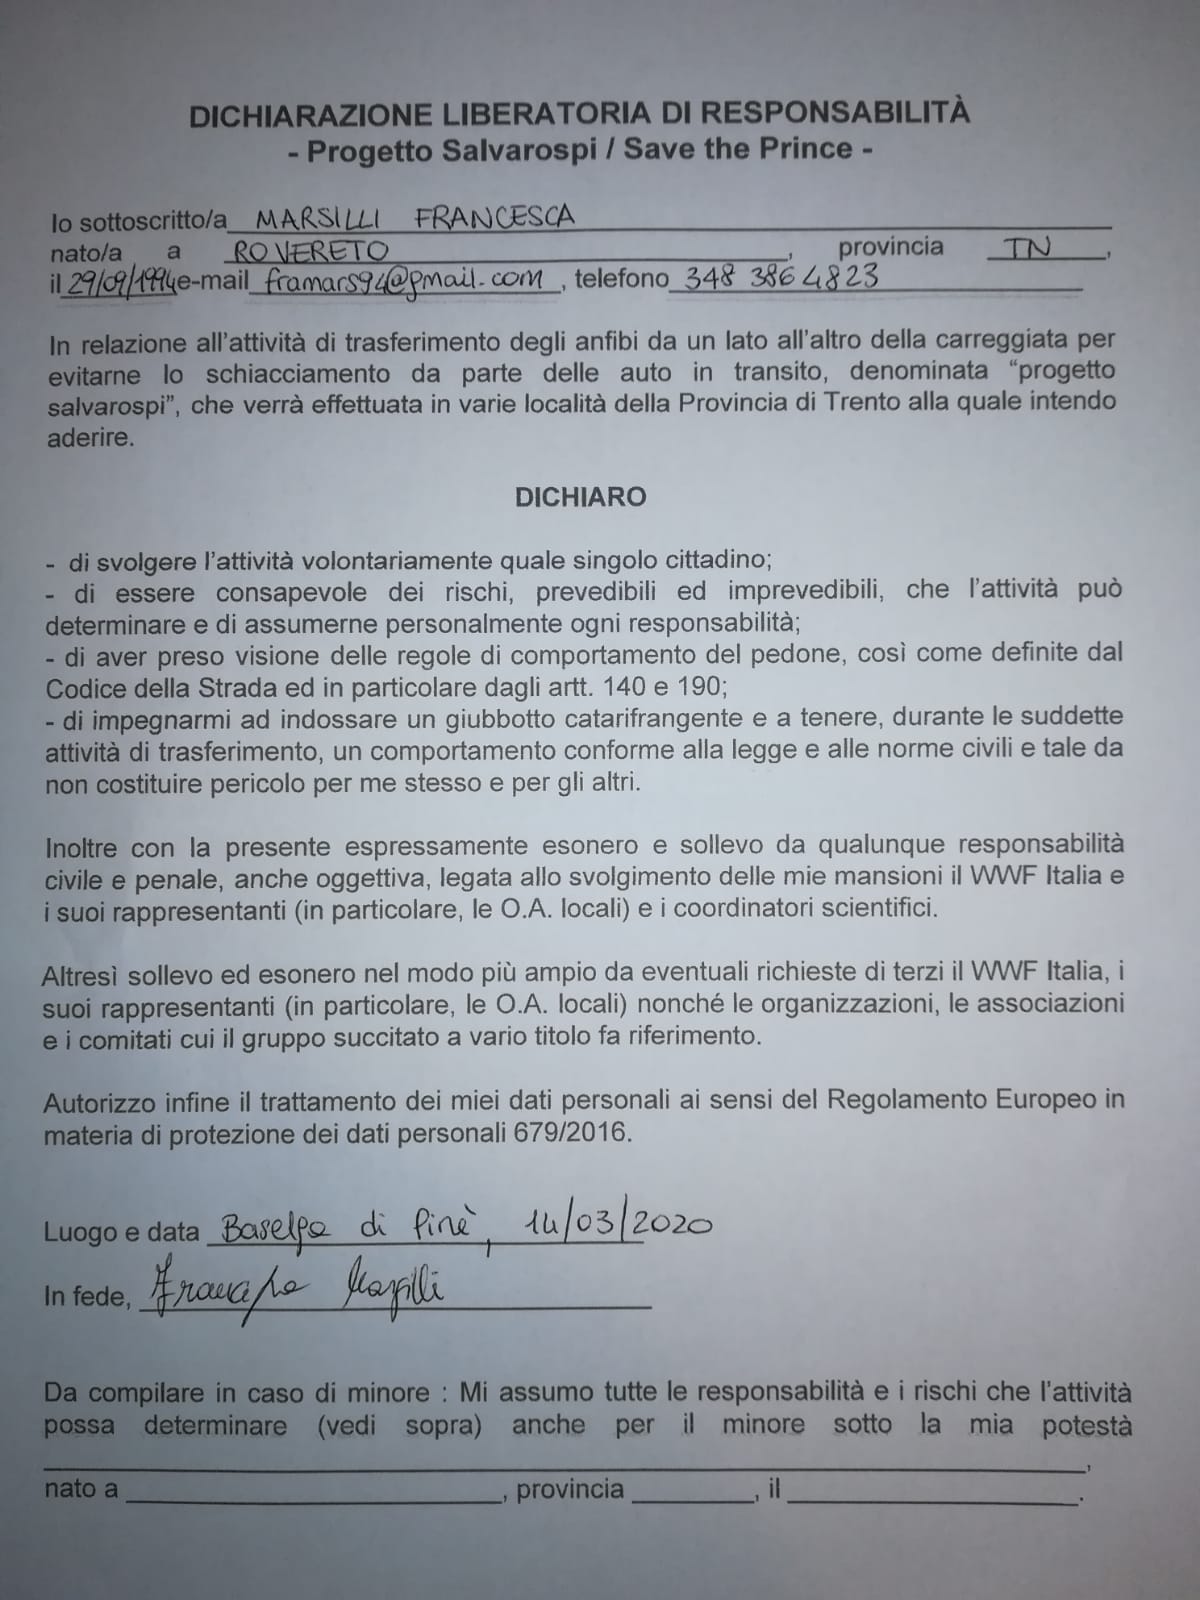 DICHIARAZIONE LIBERATORIA DI RESPONSABILITÀ
- Progetto Salvarospi / Save the Prince -
Io sottoscritto/a MARSILLI FRANCESCA
nato/a a ROVERETO, provincia TN,
il 29/09/1994 e-mail framars94@gmail.com, telefono 348 386 4823
In relazione all'attività di trasferimento degli anfibi da un lato all'altro della carreggiata per
evitarne lo schiacciamento da parte delle auto in transito, denominata “progetto
salvarospi”, che verrà effettuata in varie località della Provincia di Trento alla quale intendo
aderire.
DICHIARO
- di svolgere l'attività volontariamente quale singolo cittadino;
- di essere consapevole dei rischi, prevedibili ed imprevedibili, che l'attività può
determinare e di assumerne personalmente ogni responsabilità;
- di aver preso visione delle regole di comportamento del pedone, così come definite dal
Codice della Strada ed in particolare dagli artt. 140 e 190;
- di impegnarmi ad indossare un giubbotto catarifrangente e a tenere, durante le suddette
attività di trasferimento, un comportamento conforme alla legge e alle norme civili e tale da
non costituire pericolo per me stesso e per gli altri.
Inoltre con la presente espressamente esonero e sollevo da qualunque responsabilità
civile e penale, anche oggettiva, legata allo svolgimento delle mie mansioni il WWF Italia e
i suoi rappresentanti (in particolare, le O.A. locali) e i coordinatori scientifici.
Altresì sollevo ed esonero nel modo più ampio da eventuali richieste di terzi il WWF Italia, i
suoi rappresentanti (in particolare, le O.A. locali) nonché le organizzazioni, le associazioni
e i comitati cui il gruppo succitato a vario titolo fa riferimento.
Autorizzo infine il trattamento dei miei dati personali ai sensi del Regolamento Europeo in
materia di protezione dei dati personali 679/2016.
Luogo e data Baselga di Pinè, 14/03/2020
In fede, Francesca Marsilli
Da compilare in caso di minore : Mi assumo tutte le responsabilità e i rischi che l'attività
possa determinare (vedi sopra) anche per il minore sotto la mia potestà
,
nato a , provincia , il .